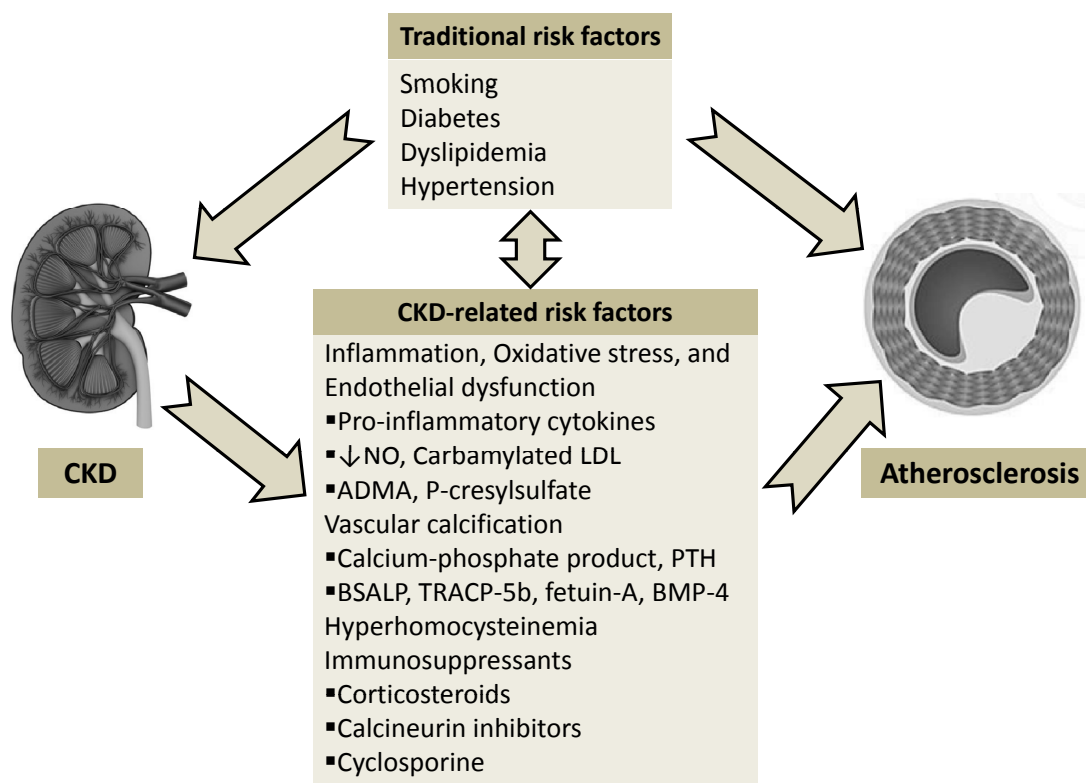 Traditional risk factors
Smoking
Diabetes
Dyslipidemia
Hypertension
CKD
CKD-related risk factors
Inflammation, Oxidative stress, and
Endothelial dysfunction
▪Pro-inflammatory cytokines
▪↓NO, Carbamylated LDL
▪ADMA, P-cresylsulfate
Vascular calcification
▪Calcium-phosphate product, PTH
▪BSALP, TRACP-5b, fetuin-A, BMP-4
Hyperhomocysteinemia
Immunosuppressants
▪Corticosteroids
▪Calcineurin inhibitors
▪Cyclosporine
Atherosclerosis